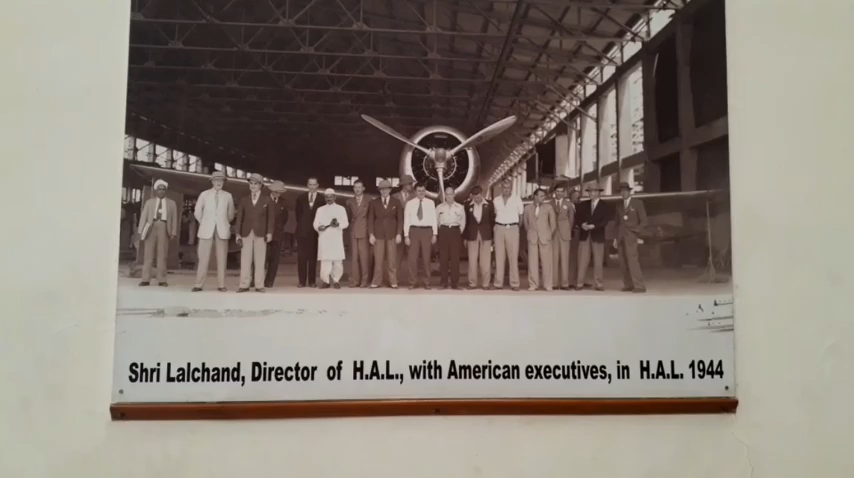 Shri Lalchand, Director of H.A.L., with American executives, in H.A.L. 1944